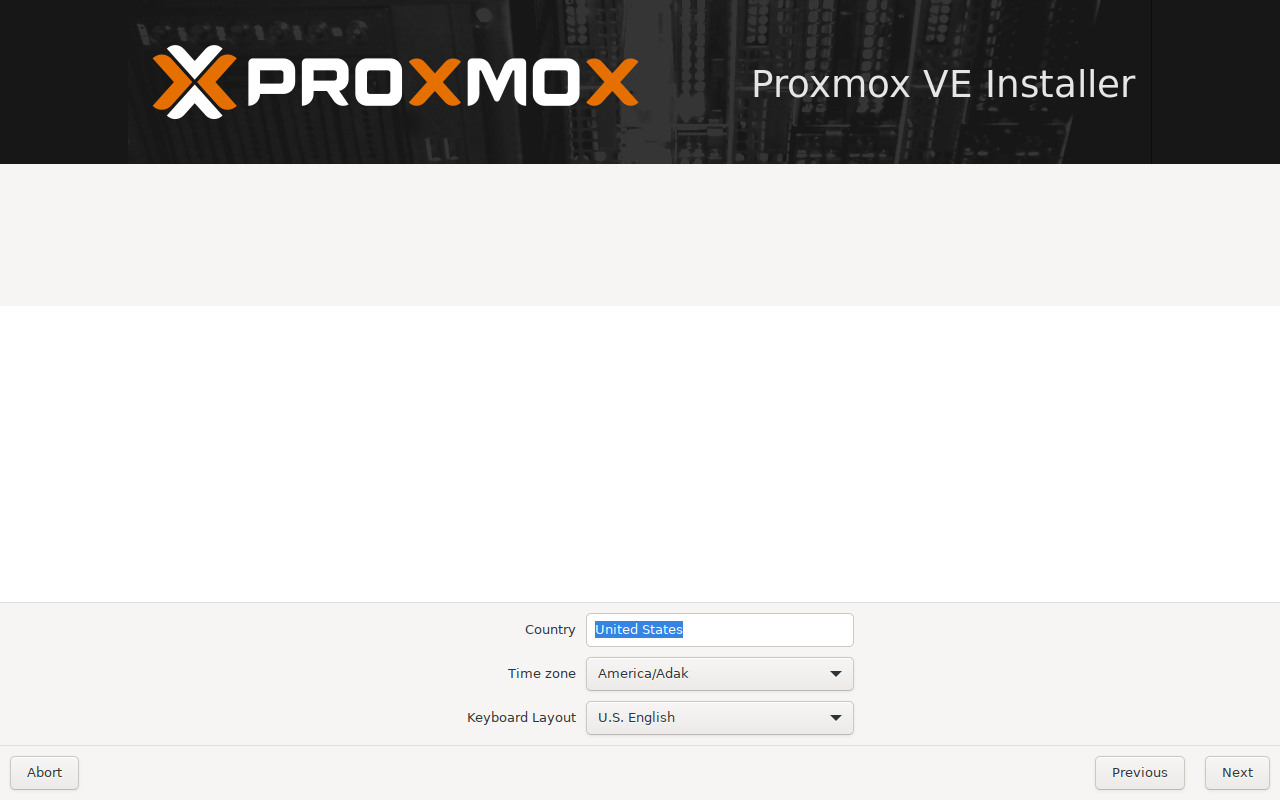 PROXMOX
Proxmox VE Installer
Country
United States
Time zone
America/Adak
Keyboard Layout
U.S. English
Abort
Previous
Next